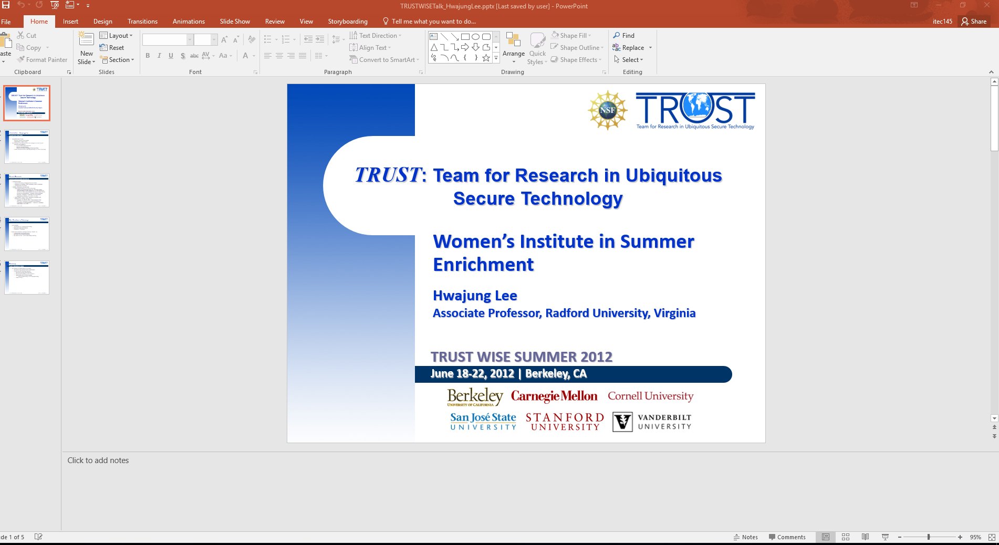 TRUSTWISETalk_HwajungLee.pptx [Last saved by user] - PowerPoint
File Home Insert Design Transitions Animations Slide Show Review View Storyboarding Tell me what you want to do... itec145 Share
aste
Cut
Copy
Format Painter
Clipboard
New
Slide
Layout
Reset
Section
Slides
B I U S abc AV Aa A
Font
Text Direction
Align Text
Convert to SmartArt
Paragraph
Arrange
Quick
Styles
Shape Fill
Shape Outline
Shape Effects
Drawing
Find
Replace
Select
Editing
NSF
TRUST
Team for Research in Ubiquitous Secure Technology
TRUST: Team for Research in Ubiquitous
Secure Technology
Women’s Institute in Summer
Enrichment
Hwajung Lee
Associate Professor, Radford University, Virginia
TRUST WISE SUMMER 2012
June 18-22, 2012 | Berkeley, CA
Berkeley
UNIVERSITY OF CALIFORNIA
Carnegie Mellon
Cornell University
San José State
UNIVERSITY
STANFORD
UNIVERSITY
V
VANDERBILT
UNIVERSITY
Click to add notes
ide 1 of 5
Notes Comments 95%